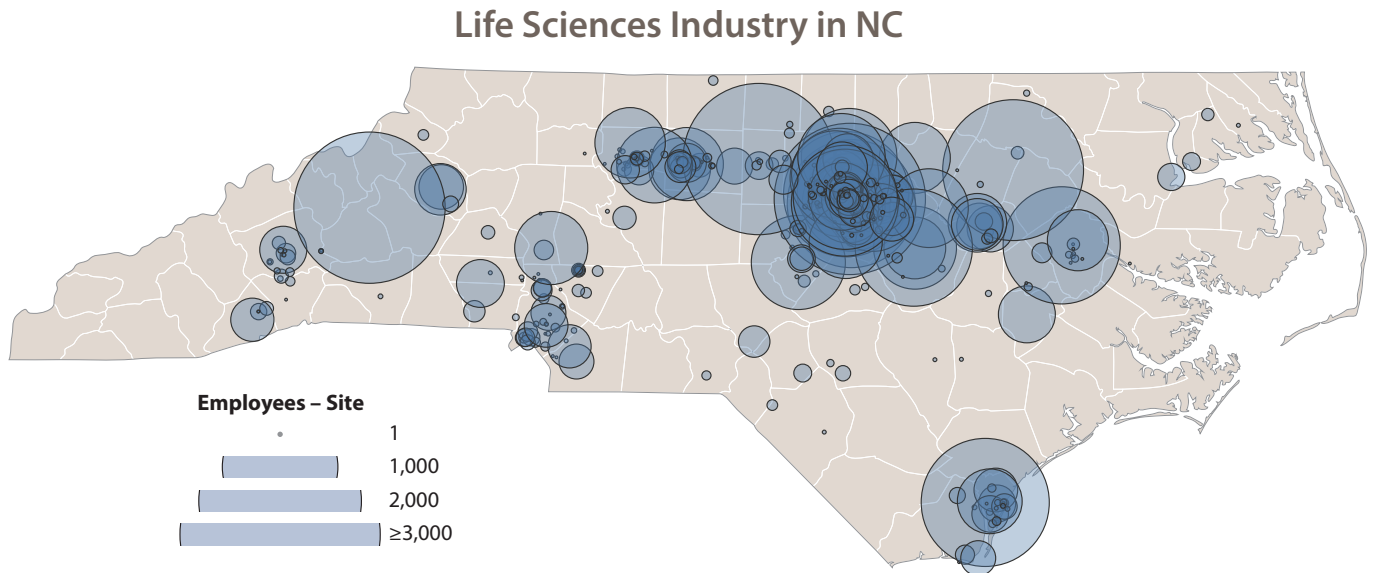 Life Sciences Industry in NC
Employees – Site
1
1,000
2,000
≥3,000